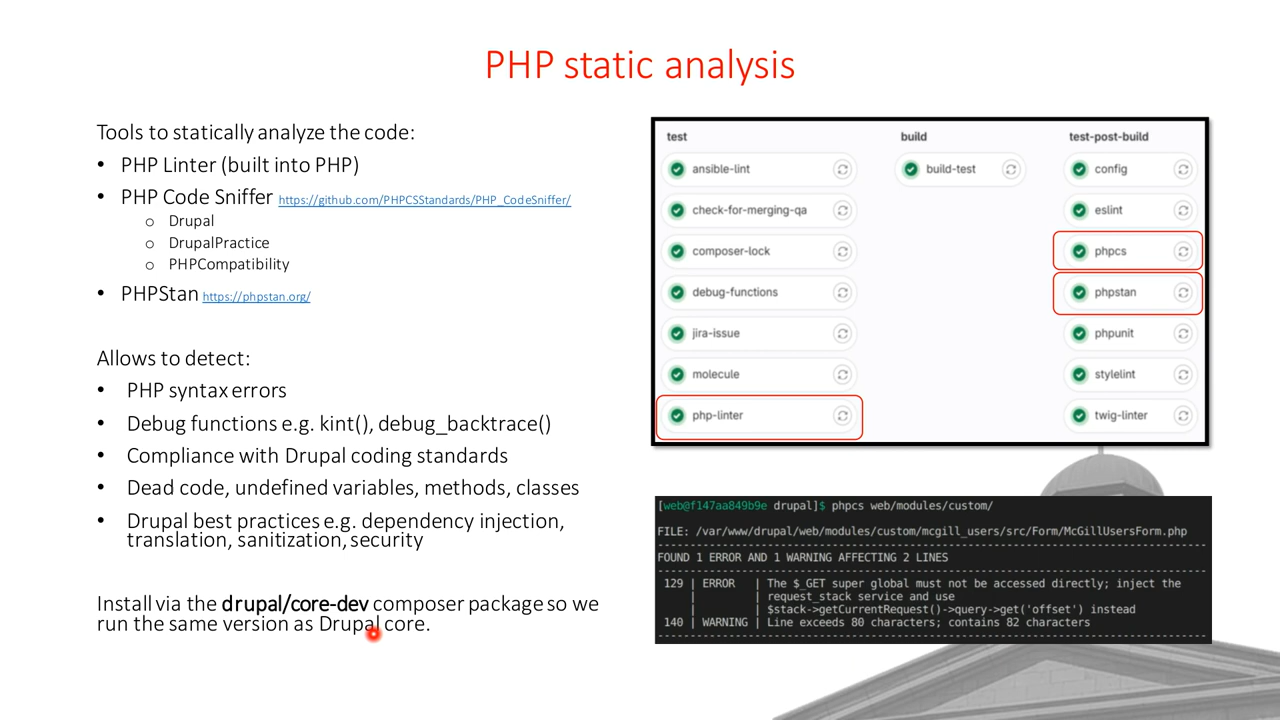 PHP static analysis
Tools to statically analyze the code:
• PHP Linter (built into PHP)
• PHP Code Sniffer https://github.com/PHPCSStandards/PHP_CodeSniffer/
o Drupal
o DrupalPractice
o PHPCompatibility
• PHPStan https://phpstan.org/
Allows to detect:
• PHP syntax errors
• Debug functions e.g. kint(), debug_backtrace()
• Compliance with Drupal coding standards
• Dead code, undefined variables, methods, classes
• Drupal best practices e.g. dependency injection,
translation, sanitization, security
Install via the drupal/core-dev composer package so we
run the same version as Drupal core.
test
ansible-lint
check-for-merging-qa
composer-lock
debug-functions
jira-issue
molecule
php-linter
build
build-test
test-post-build
config
eslint
phpcs
phpstan
phpunit
stylelint
twig-linter
[web@f147aa849b9e drupal]$ phpcs web/modules/custom/
FILE: /var/www/drupal/web/modules/custom/mcgill_users/src/Form/McGillUsersForm.php
--------------------------------------------------------------------------------
FOUND 1 ERROR AND 1 WARNING AFFECTING 2 LINES
--------------------------------------------------------------------------------
129 | ERROR | The $_GET super global must not be accessed directly; inject the
| | request_stack service and use
| | $stack->getCurrentRequest()->query->get('offset') instead
140 | WARNING | Line exceeds 80 characters; contains 82 characters
--------------------------------------------------------------------------------